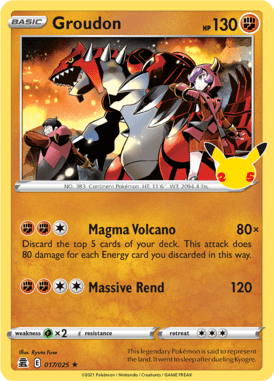 BASIC Groudon HP 130
NO. 383 Continent Pokémon HT: 11'6" WT: 2094.4 lbs.
Magma Volcano 80×
Discard the top 5 cards of your deck. This attack does
80 damage for each Energy card you discarded in this way.
Massive Rend 120
weakness ×2 resistance retreat
Illus. Ryuta Fuse
017/025 ★
This legendary Pokémon is said to represent
the land. It went to sleep after dueling Kyogre.
©2021 Pokémon / Nintendo / Creatures / GAME FREAK